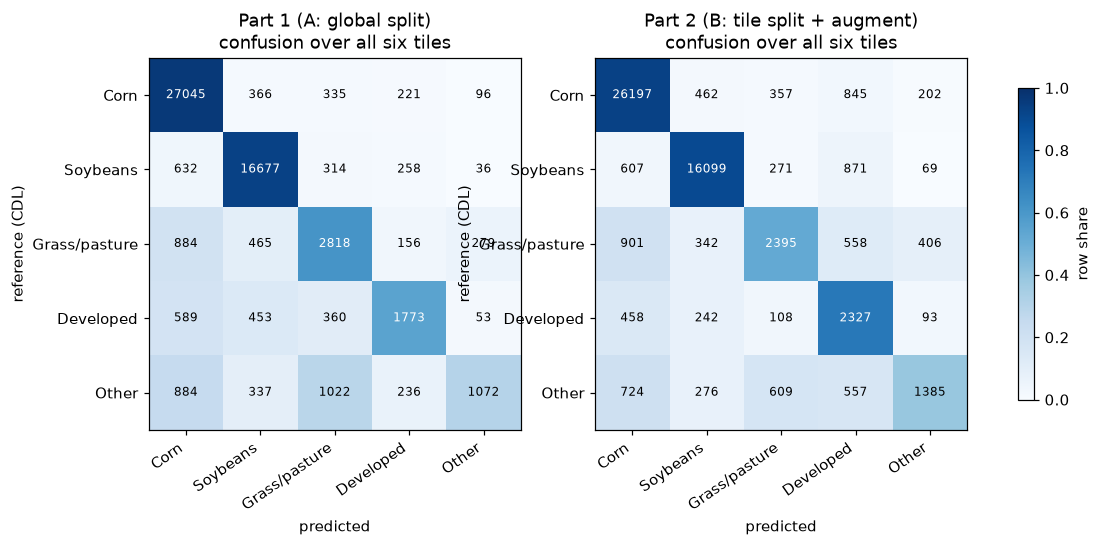 Part 1 (A: global split)
confusion over all six tiles
Part 2 (B: tile split + augment)
confusion over all six tiles
reference (CDL)
Corn 27045 366 335 221 96
Soybeans 632 16677 314 258 36
Grass/pasture 884 465 2818 156
Developed 589 453 360 1773 53
Other 884 337 1022 236 1072
Corn Soybeans Grass/pasture Developed Other
predicted
reference (CDL)
Corn 26197 462 357 845 202
Soybeans 607 16099 271 871 69
Grass/pasture 901 342 2395 558 406
Developed 458 242 108 2327 93
Other 724 276 609 557 1385
Corn Soybeans Grass/pasture Developed Other
predicted
1.0
0.8
0.6
0.4
0.2
0.0
row share